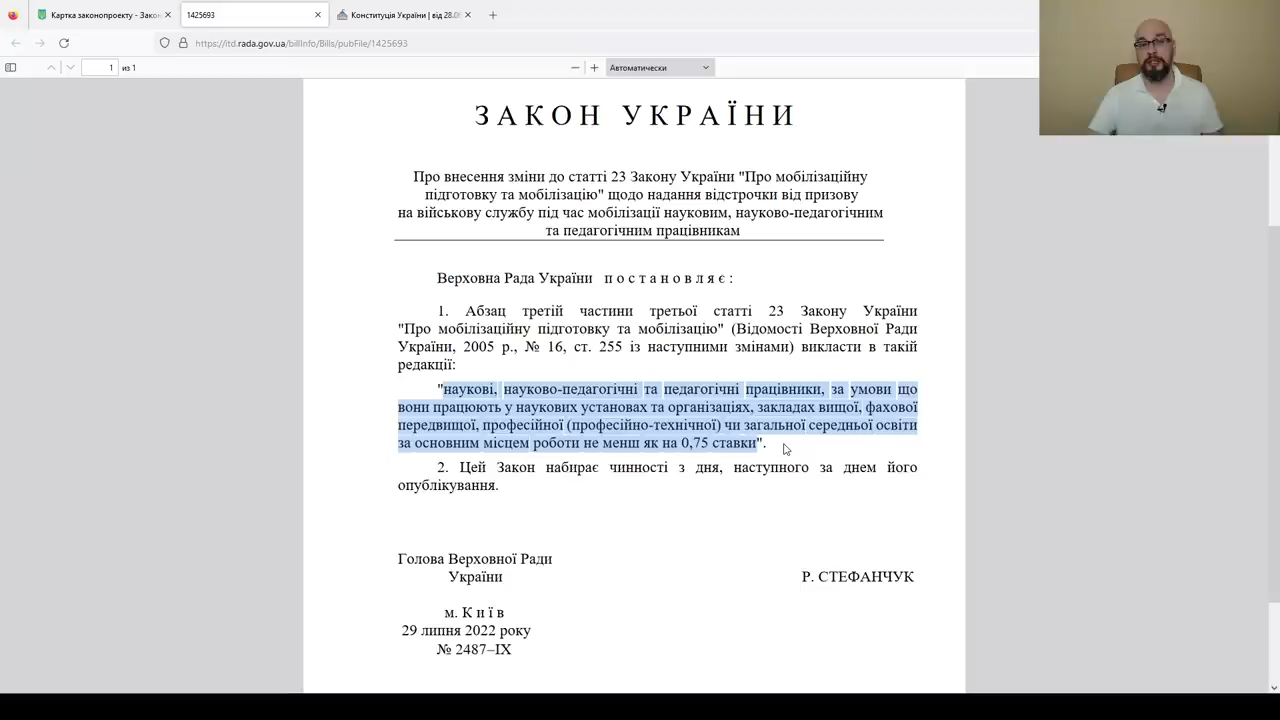 Картка законопроекту - Закон
1425693
Конституція України | від 28.0
https://itd.rada.gov.ua/billInfo/Bills/pubFile/1425693
1 из 1
Автоматически
ЗАКОН УКРАЇНИ
Про внесення зміни до статті 23 Закону України "Про мобілізаційну
підготовку та мобілізацію" щодо надання відстрочки від призову
на військову службу під час мобілізації науковим, науково-педагогічним
та педагогічним працівникам
Верховна Рада України п о с т а н о в л я є :
1. Абзац третій частини третьої статті 23 Закону України
"Про мобілізаційну підготовку та мобілізацію" (Відомості Верховної Ради
України, 2005 р., № 16, ст. 255 із наступними змінами) викласти в такій
редакції:
"наукові, науково-педагогічні та педагогічні працівники, за умови що
вони працюють у наукових установах та організаціях, закладах вищої, фахової
передвищої, професійної (професійно-технічної) чи загальної середньої освіти
за основним місцем роботи не менш як на 0,75 ставки".
2. Цей Закон набирає чинності з дня, наступного за днем його
опублікування.
Голова Верховної Ради
України
Р. СТЕФАНЧУК
м. К и ї в
29 липня 2022 року
№ 2487–IX